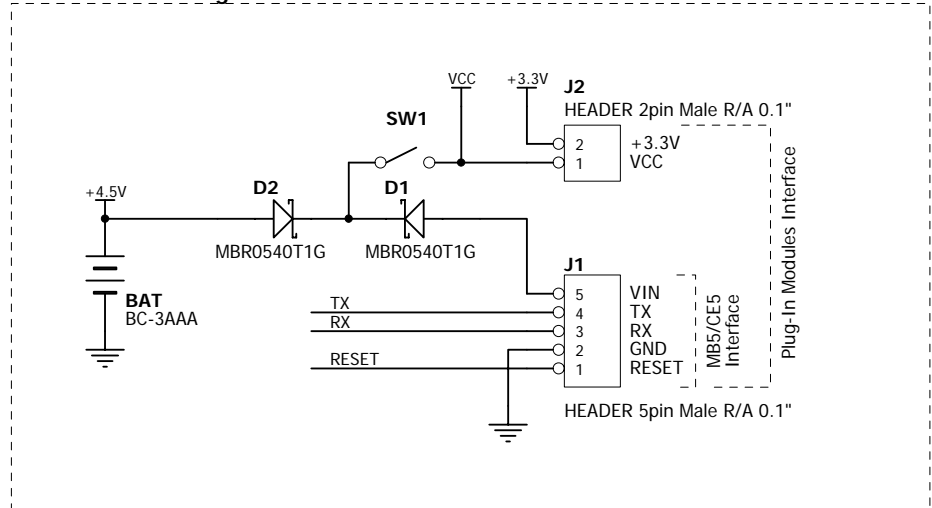 VCC
+3.3V
J2
HEADER 2pin Male R/A 0.1"
SW1
2
+3.3V
1
VCC
+4.5V
D2
D1
MBR0540T1G
MBR0540T1G
BAT
BC-3AAA
J1
5
VIN
TX
4
TX
RX
3
RX
2
GND
RESET
1
RESET
MB5/CE5
Interface
Plug-In Modules Interface
HEADER 5pin Male R/A 0.1"